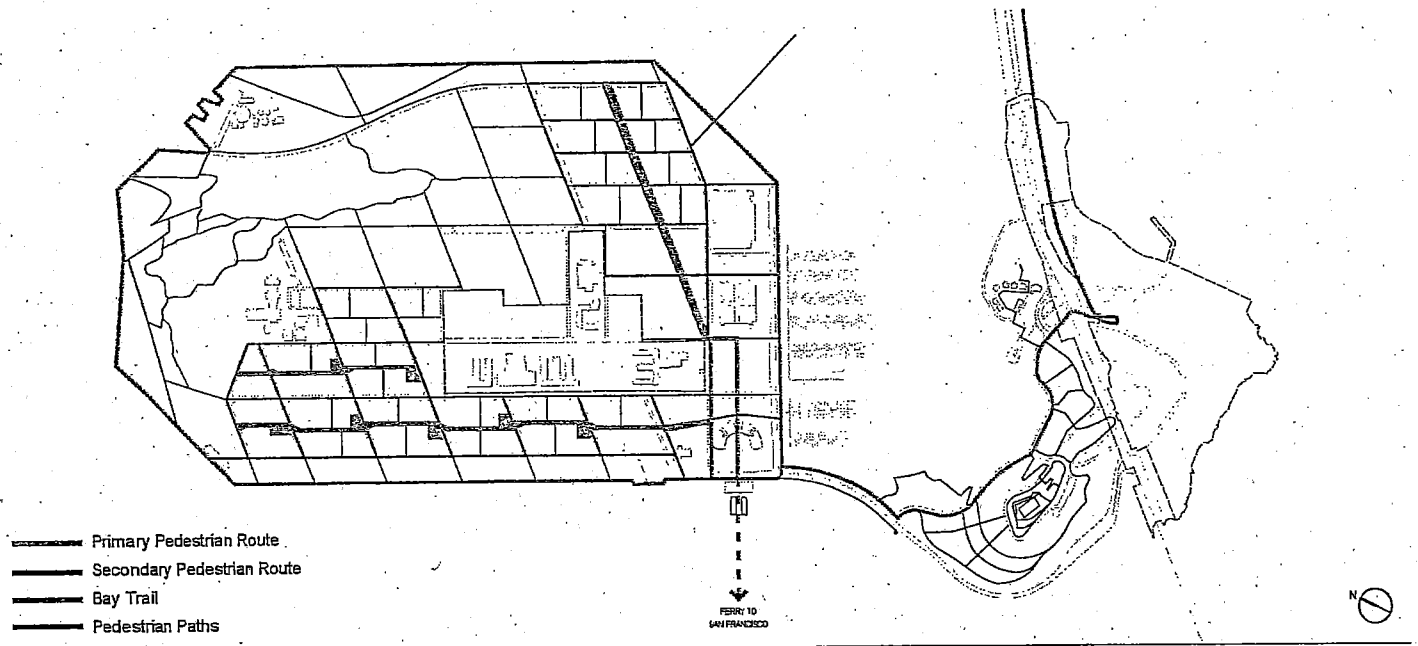 Primary Pedestrian Route
Secondary Pedestrian Route
Bay Trail
Pedestrian Paths
FERRY TO
SAN FRANCISCO
N